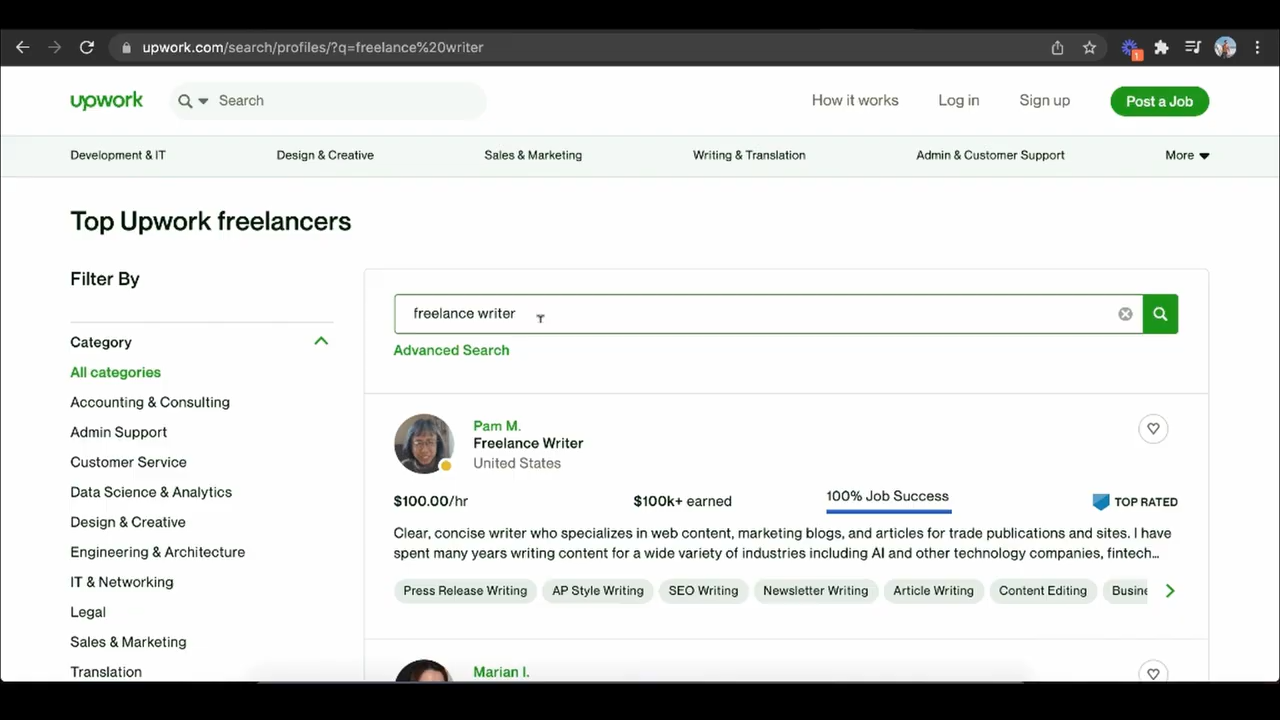 upwork.com/search/profiles/?q=freelance%20writer
1
upwork
Search
How it works
Log in
Sign up
Post a Job
Development & IT
Design & Creative
Sales & Marketing
Writing & Translation
Admin & Customer Support
More
Top Upwork freelancers
Filter By
Category
All categories
Accounting & Consulting
Admin Support
Customer Service
Data Science & Analytics
Design & Creative
Engineering & Architecture
IT & Networking
Legal
Sales & Marketing
Translation
freelance writer
Advanced Search
Pam M.
Freelance Writer
United States
$100.00/hr
$100k+ earned
100% Job Success
TOP RATED
Clear, concise writer who specializes in web content, marketing blogs, and articles for trade publications and sites. I have
spent many years writing content for a wide variety of industries including AI and other technology companies, fintech...
Press Release Writing
AP Style Writing
SEO Writing
Newsletter Writing
Article Writing
Content Editing
Busine
Marian I.